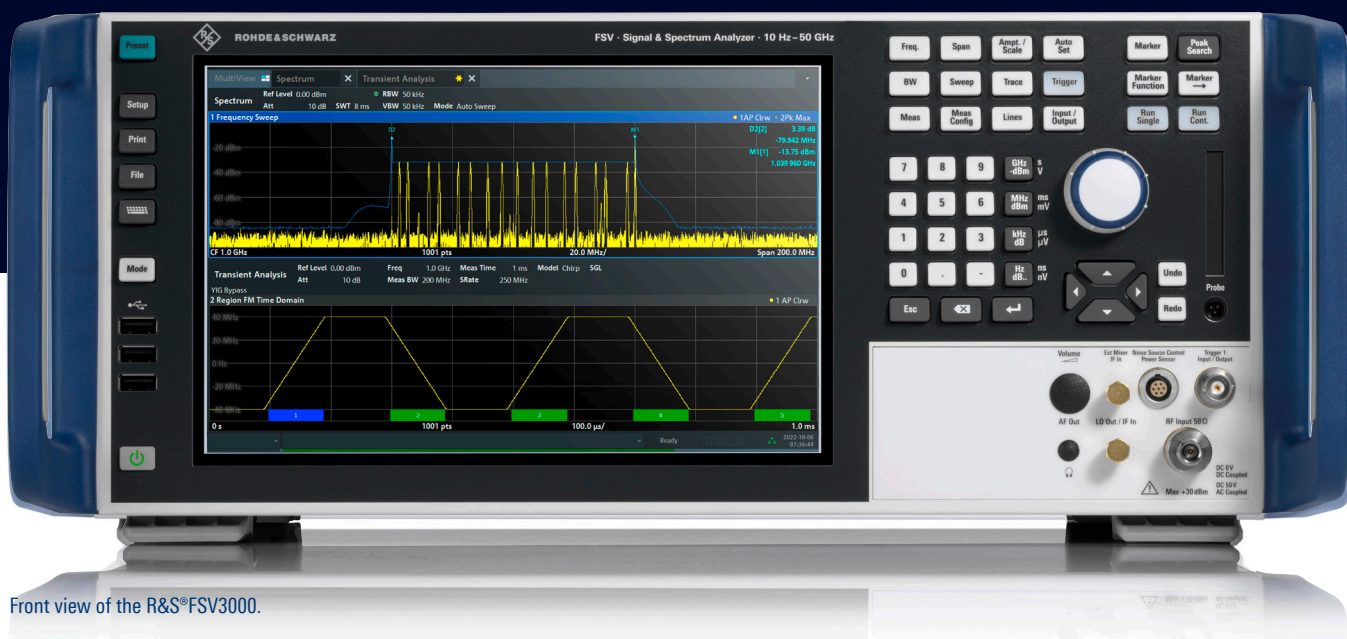 Preset
ROHDE&SCHWARZ
FSV · Signal & Spectrum Analyzer · 10 Hz – 50 GHz
Setup
Print
File
Mode
MultiView Spectrum X Transient Analysis X
Spectrum
Ref Level 0.00 dBm RBW 50 kHz
Att 10 dB SWT 8 ms VBW 50 kHz Mode Auto Sweep
1 Frequency Sweep
1AP Clrw 2Pk Max
D2
M1
D2[2] 3.39 dB
-79.942 MHz
M1[1] -13.75 dBm
1.039 960 GHz
-20 dBm
-40 dBm
-60 dBm
-80 dBm
CF 1.0 GHz 1001 pts 20.0 MHz/ Span 200.0 MHz
Transient Analysis
Ref Level 0.00 dBm Freq 1.0 GHz Meas Time 1 ms Model Chirp SGL
Att 10 dB Meas BW 200 MHz SRate 250 MHz
YIG Bypass
2 Region FM Time Domain
1 AP Clrw
40 MHz
20 MHz
0 Hz
-20 MHz
-40 MHz
1 2 3 4 5
0 s 1001 pts 100.0 µs/ 1.0 ms
Ready
2022-10-06
07:36:44
Freq.
Span
Ampt. /
Scale
Auto
Set
Marker
Peak
Search
BW
Sweep
Trace
Trigger
Marker
Function
Marker
→
Meas
Meas
Config
Lines
Input /
Output
Run
Single
Run
Cont.
7 8 9
GHz
-dBm
s
V
4 5 6
MHz
dBm
ms
mV
1 2 3
kHz
dB
µs
µV
0 . -
Hz
dB..
ns
nV
Esc
Undo
Redo
Probe
Volume
Ext Mixer
IF In
Noise Source Control
Power Sensor
Trigger 1
Input / Output
AF Out
LO Out / IF In
RF Input 50 Ω
DC 0 V
DC Coupled
DC 50 V
AC Coupled
Max +30 dBm
Front view of the R&S®FSV3000.